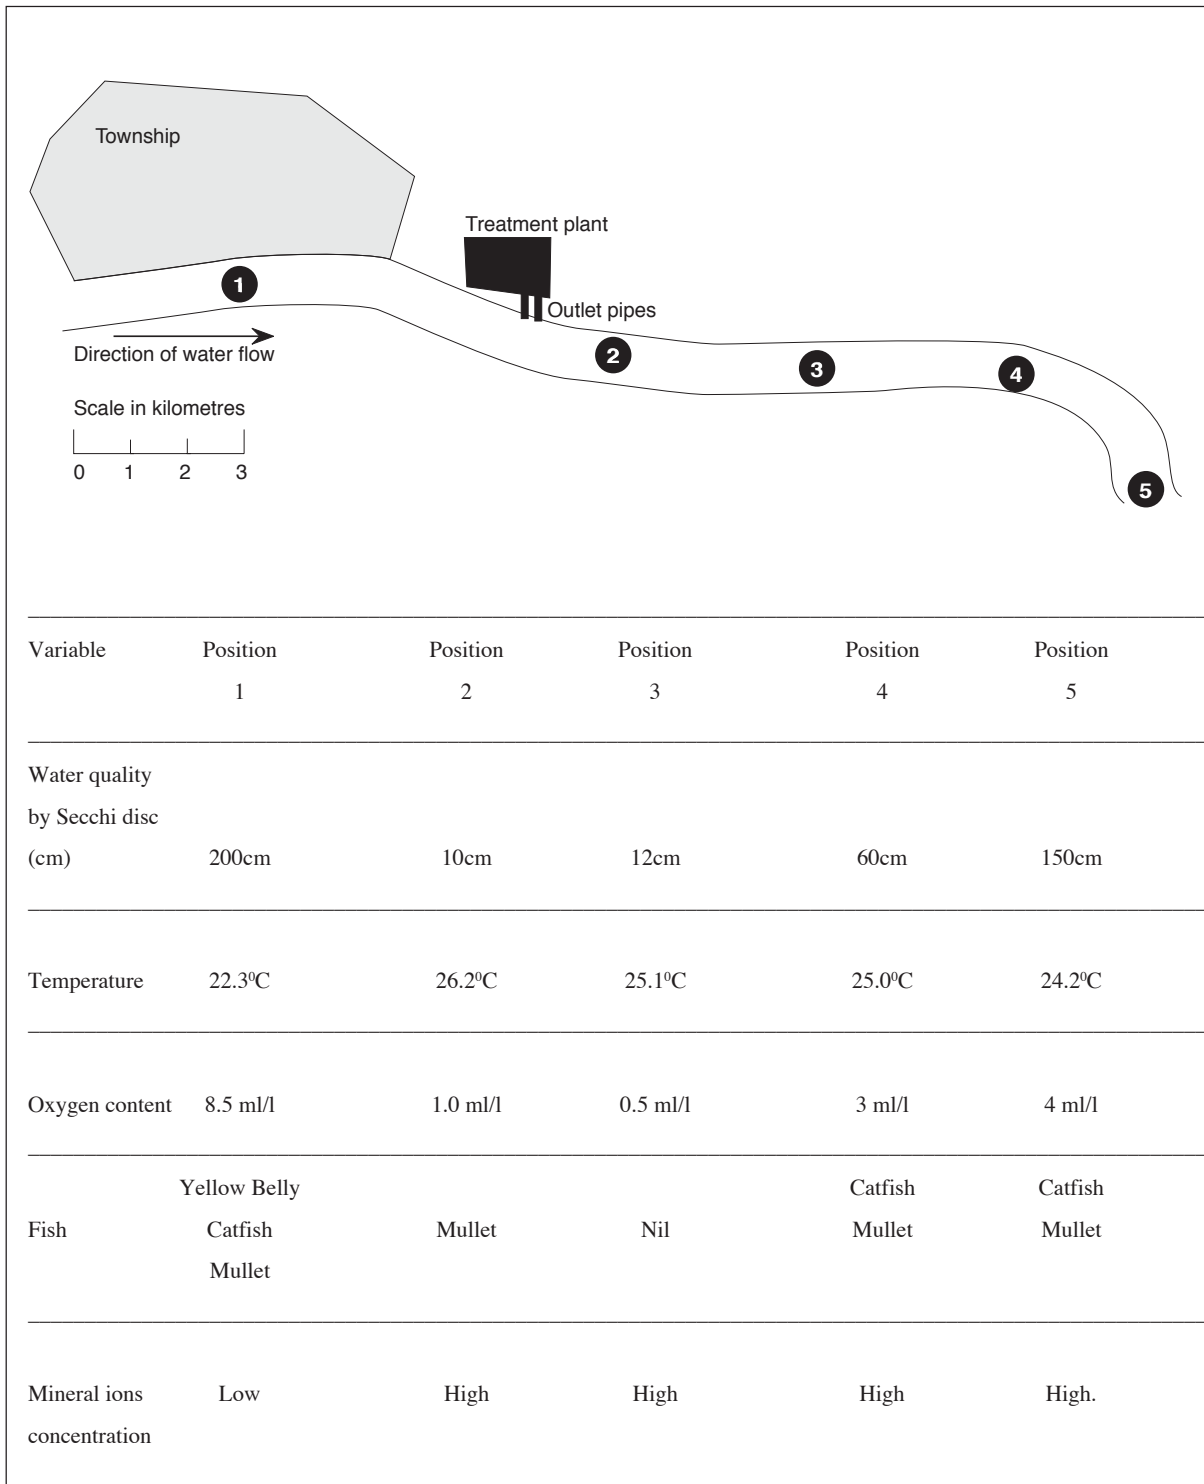 Township
Treatment plant
1
Outlet pipes
Direction of water flow
2
3
4
Scale in kilometres
0 1 2 3
5
Variable Position Position Position Position Position
1 2 3 4 5
Water quality
by Secchi disc
(cm) 200cm 10cm 12cm 60cm 150cm
Temperature 22.3⁰C 26.2⁰C 25.1⁰C 25.0⁰C 24.2⁰C
Oxygen content 8.5 ml/l 1.0 ml/l 0.5 ml/l 3 ml/l 4 ml/l
Yellow Belly Catfish Catfish
Fish Catfish Mullet Nil Mullet Mullet
Mullet
Mineral ions Low High High High High.
concentration